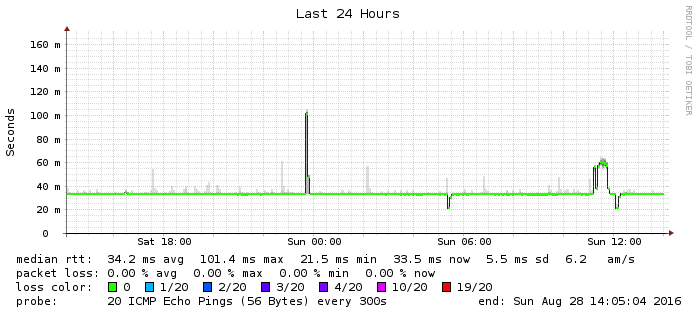 Last 24 Hours
RRDTOOL / TOBI OETIKER
Seconds
160 m
140 m
120 m
100 m
80 m
60 m
40 m
20 m
0
Sat 18:00 Sun 00:00 Sun 06:00 Sun 12:00
median rtt: 34.2 ms avg 101.4 ms max 21.5 ms min 33.5 ms now 5.5 ms sd 6.2 am/s
packet loss: 0.00 % avg 0.00 % max 0.00 % min 0.00 % now
loss color: 0 1/20 2/20 3/20 4/20 10/20 19/20
probe: 20 ICMP Echo Pings (56 Bytes) every 300s end: Sun Aug 28 14:05:04 2016